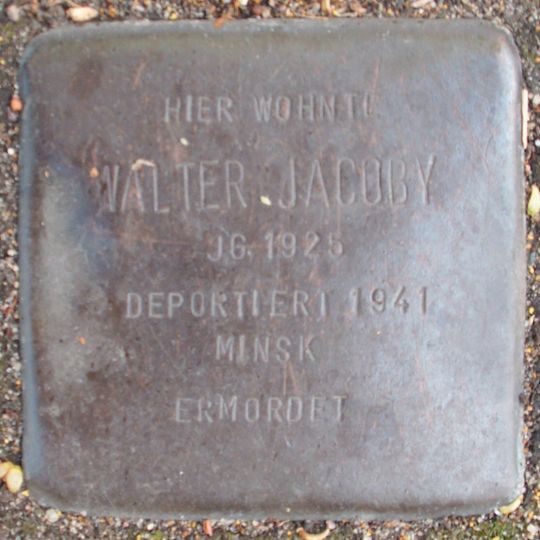 HIER WOHNTE
WALTER JACOBY
JG. 1925
DEPORTIERT 1941
MINSK
ERMORDET